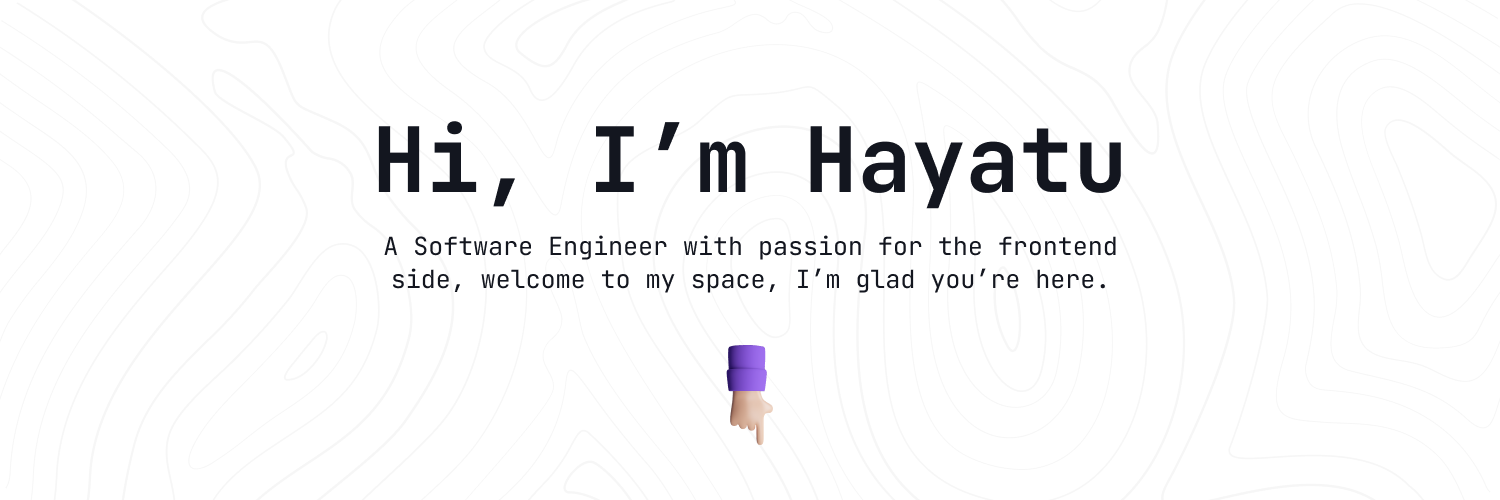 Hi, I’m Hayatu
A Software Engineer with passion for the frontend
side, welcome to my space, I’m glad you’re here.